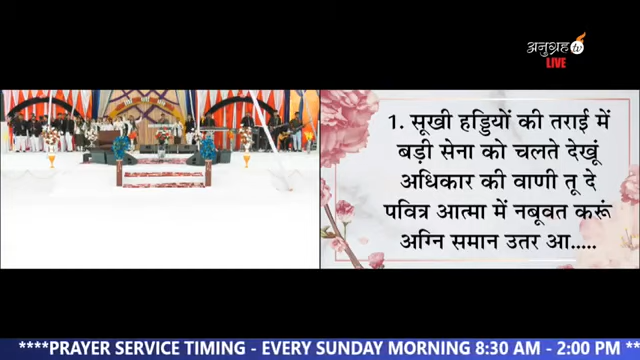 अनुग्रह tv
LIVE
1. सूखी हड्डियों की तराई में
बड़ी सेना को चलते देखूं
अधिकार की वाणी तू दे
पवित्र आत्मा में नबूवत करूं
अग्नि समान उतर आ.....
****PRAYER SERVICE TIMING - EVERY SUNDAY MORNING 8:30 AM - 2:00 PM **